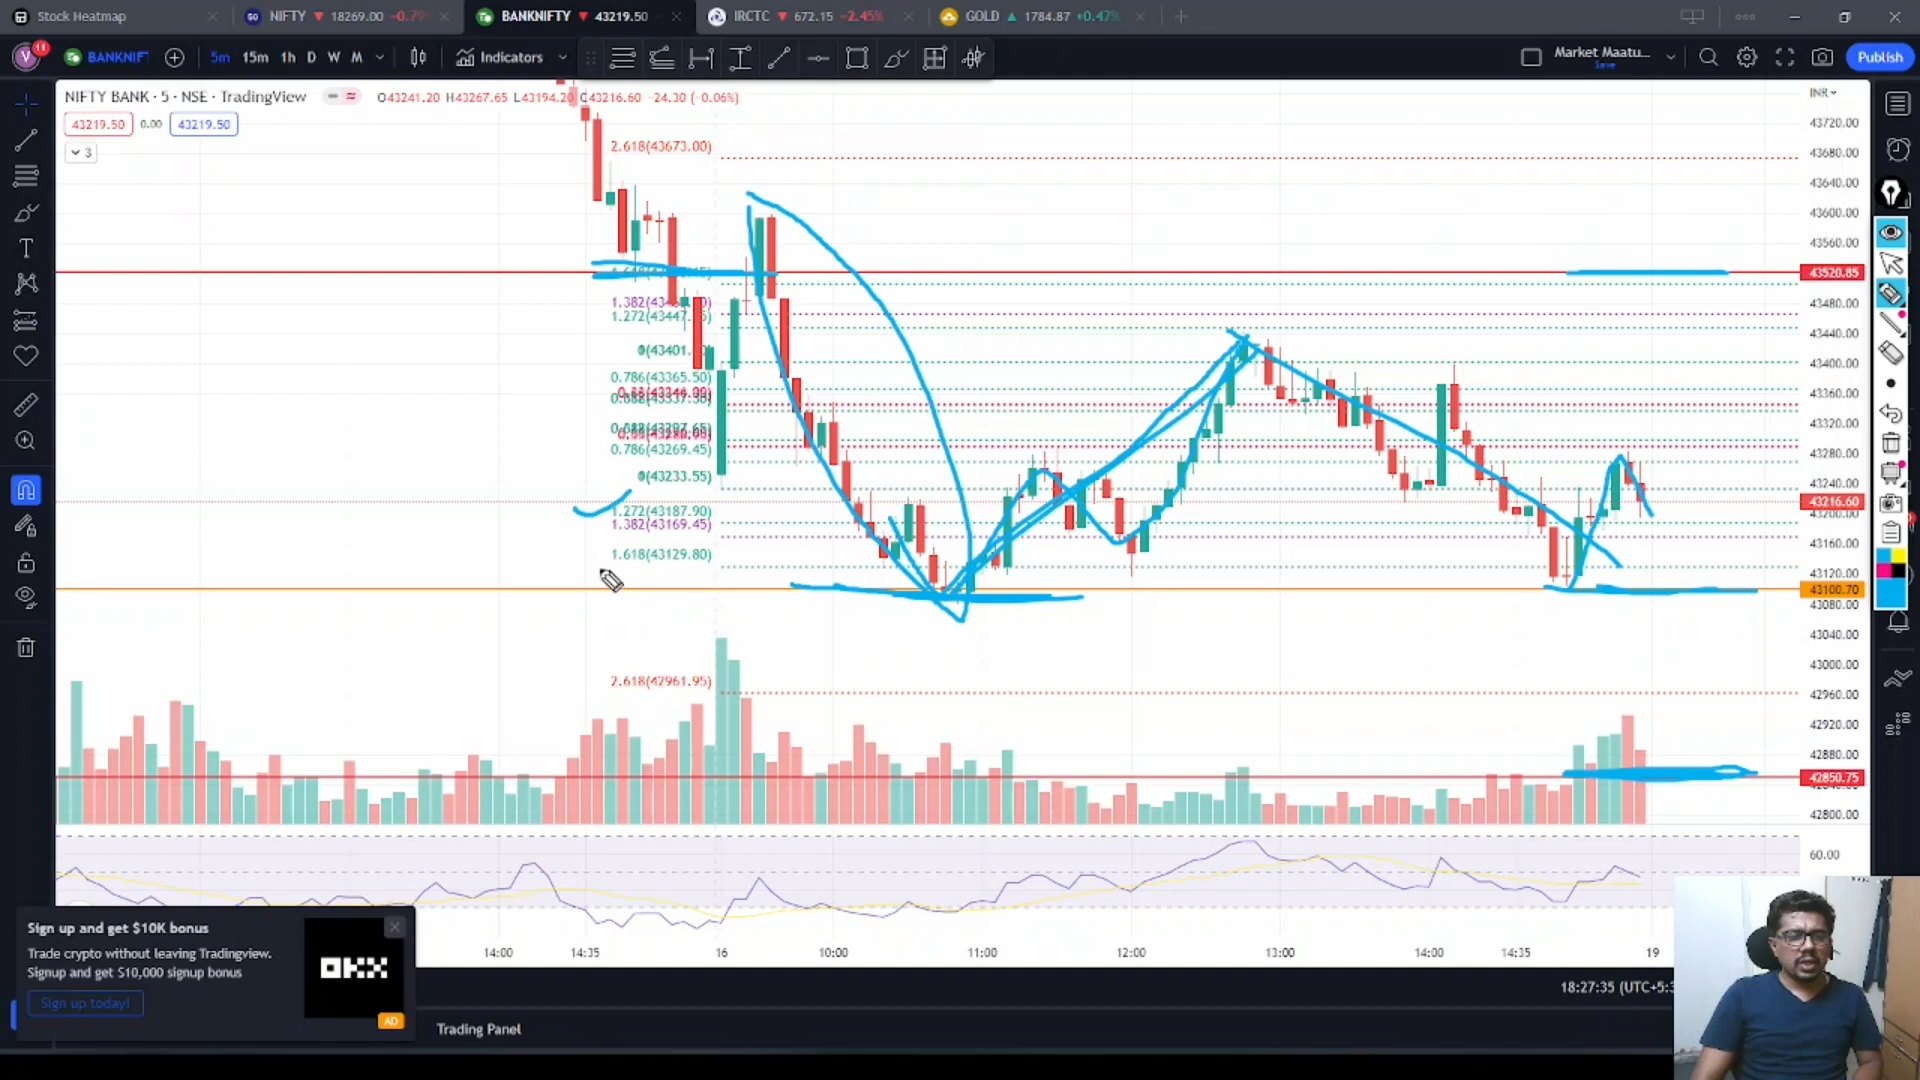 Stock Heatmap
NIFTY ▼ 18269.00 −0.79%
BANKNIFTY ▼ 43219.50
IRCTC ▼ 672.15 −2.45%
GOLD ▲ 1784.87 +0.47%
V 11
BANKNIF
5m 15m 1h D W M
Indicators
Market Maatu...
Save
Publish
NIFTY BANK · 5 · NSE · TradingView
O43241.20 H43267.65 L43194.20 C43216.60 −24.30 (−0.06%)
43219.50 0.00 43219.50
3
INR
2.618(43673.00)
1.272(43447.
0(43401.
0.786(43365.50)
0.786(43269.45)
0(43233.55)
1.272(43187.90)
1.382(43169.45)
1.618(43129.80)
2.618(42961.95)
43720.00
43680.00
43640.00
43600.00
43560.00
43520.85
43480.00
43440.00
43400.00
43360.00
43320.00
43280.00
43240.00
43216.60
43200.00
43160.00
43120.00
43100.70
43080.00
43040.00
43000.00
42960.00
42920.00
42880.00
42850.75
42800.00
60.00
14:00 14:35 16 10:00 11:00 12:00 13:00 14:00 14:35 19
18:27:35 (UTC+5:3
Sign up and get $10K bonus
Trade crypto without leaving Tradingview.
Signup and get $10,000 signup bonus
Sign up today!
OKX
AD
Trading Panel